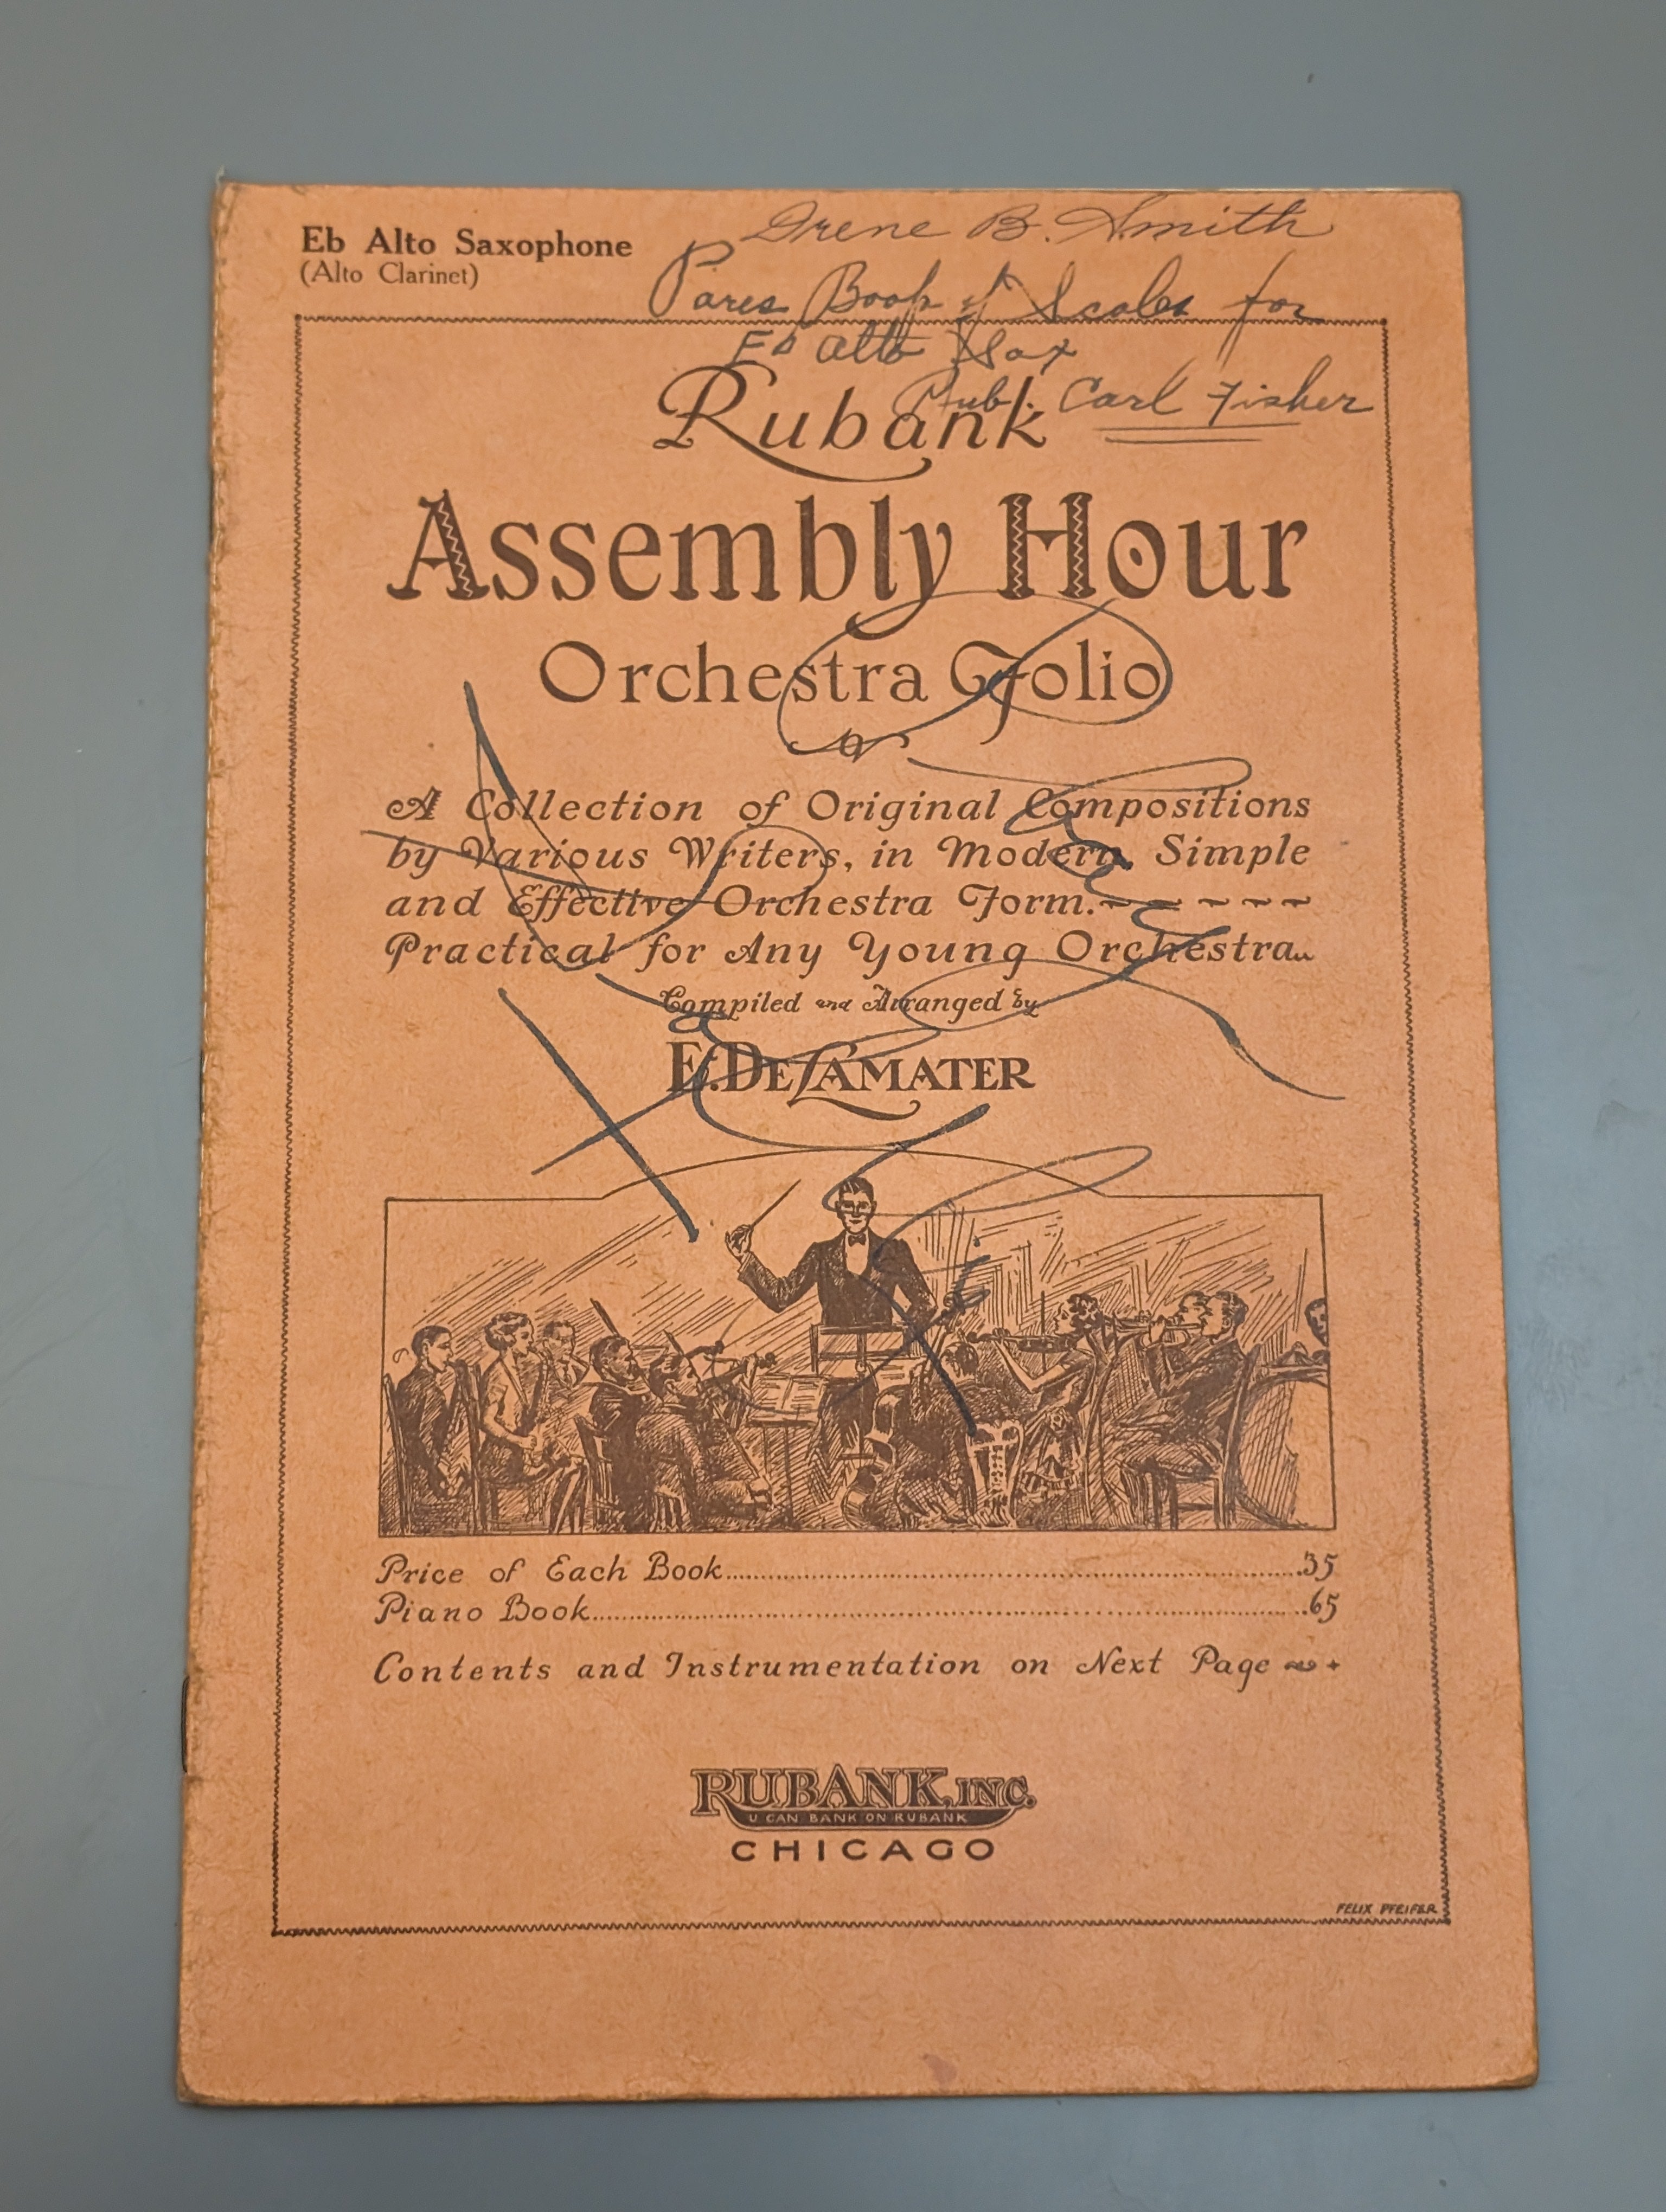 Eb Alto Saxophone
(Alto Clarinet)
Irene B. Smith
Pares Book of Scales for
Eb Alto Sax
Pub. Carl Fisher
Rubank
Assembly Hour
Orchestra Folio
A Collection of Original Compositions
by Various Writers, in Modern, Simple
and Effective Orchestra Form.
Practical for Any Young Orchestra
Compiled and Arranged by
E. DeLAMATER
Price of Each Book .35
Piano Book .65
Contents and Instrumentation on Next Page
RUBANK, INC.
U CAN BANK ON RUBANK
CHICAGO
FELIX PFEIFER